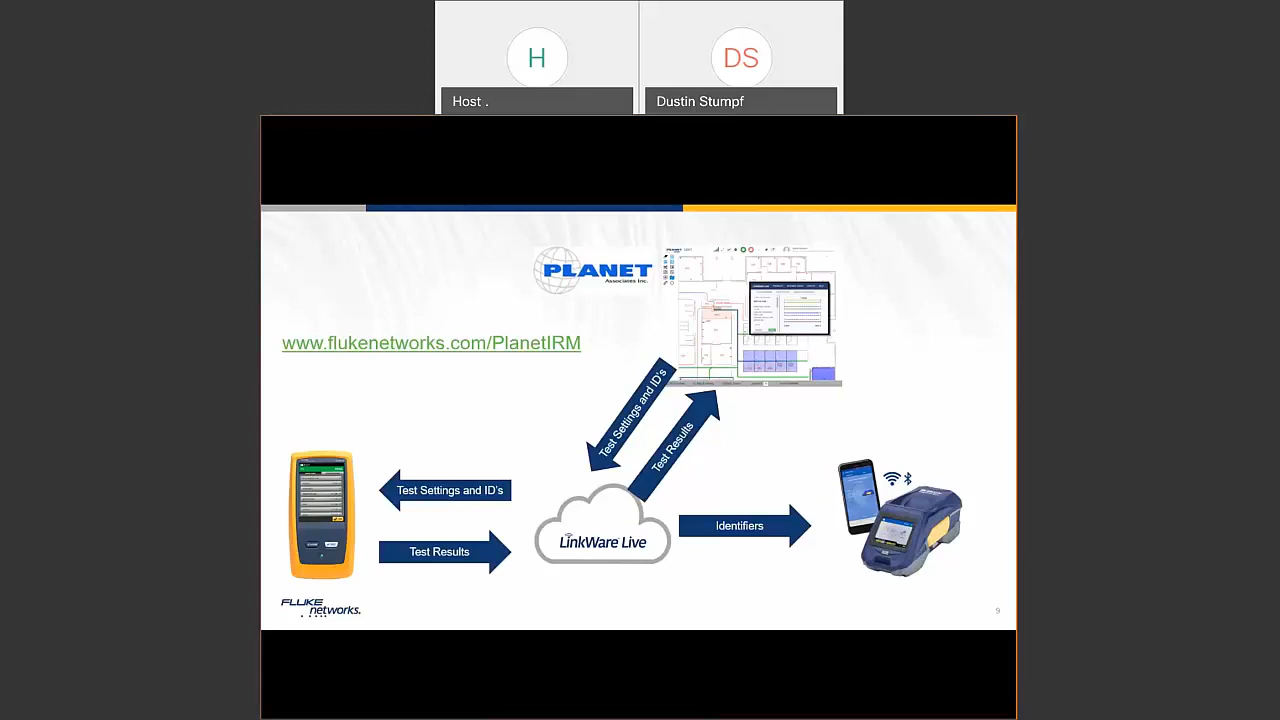 H
DS
Host .
Dustin Stumpf
PLANET
Associates Inc.
www.flukenetworks.com/PlanetIRM
Test Settings and ID's
Test Results
Test Settings and ID's
Test Results
LinkWare Live
Identifiers
FLUKE
networks.
9